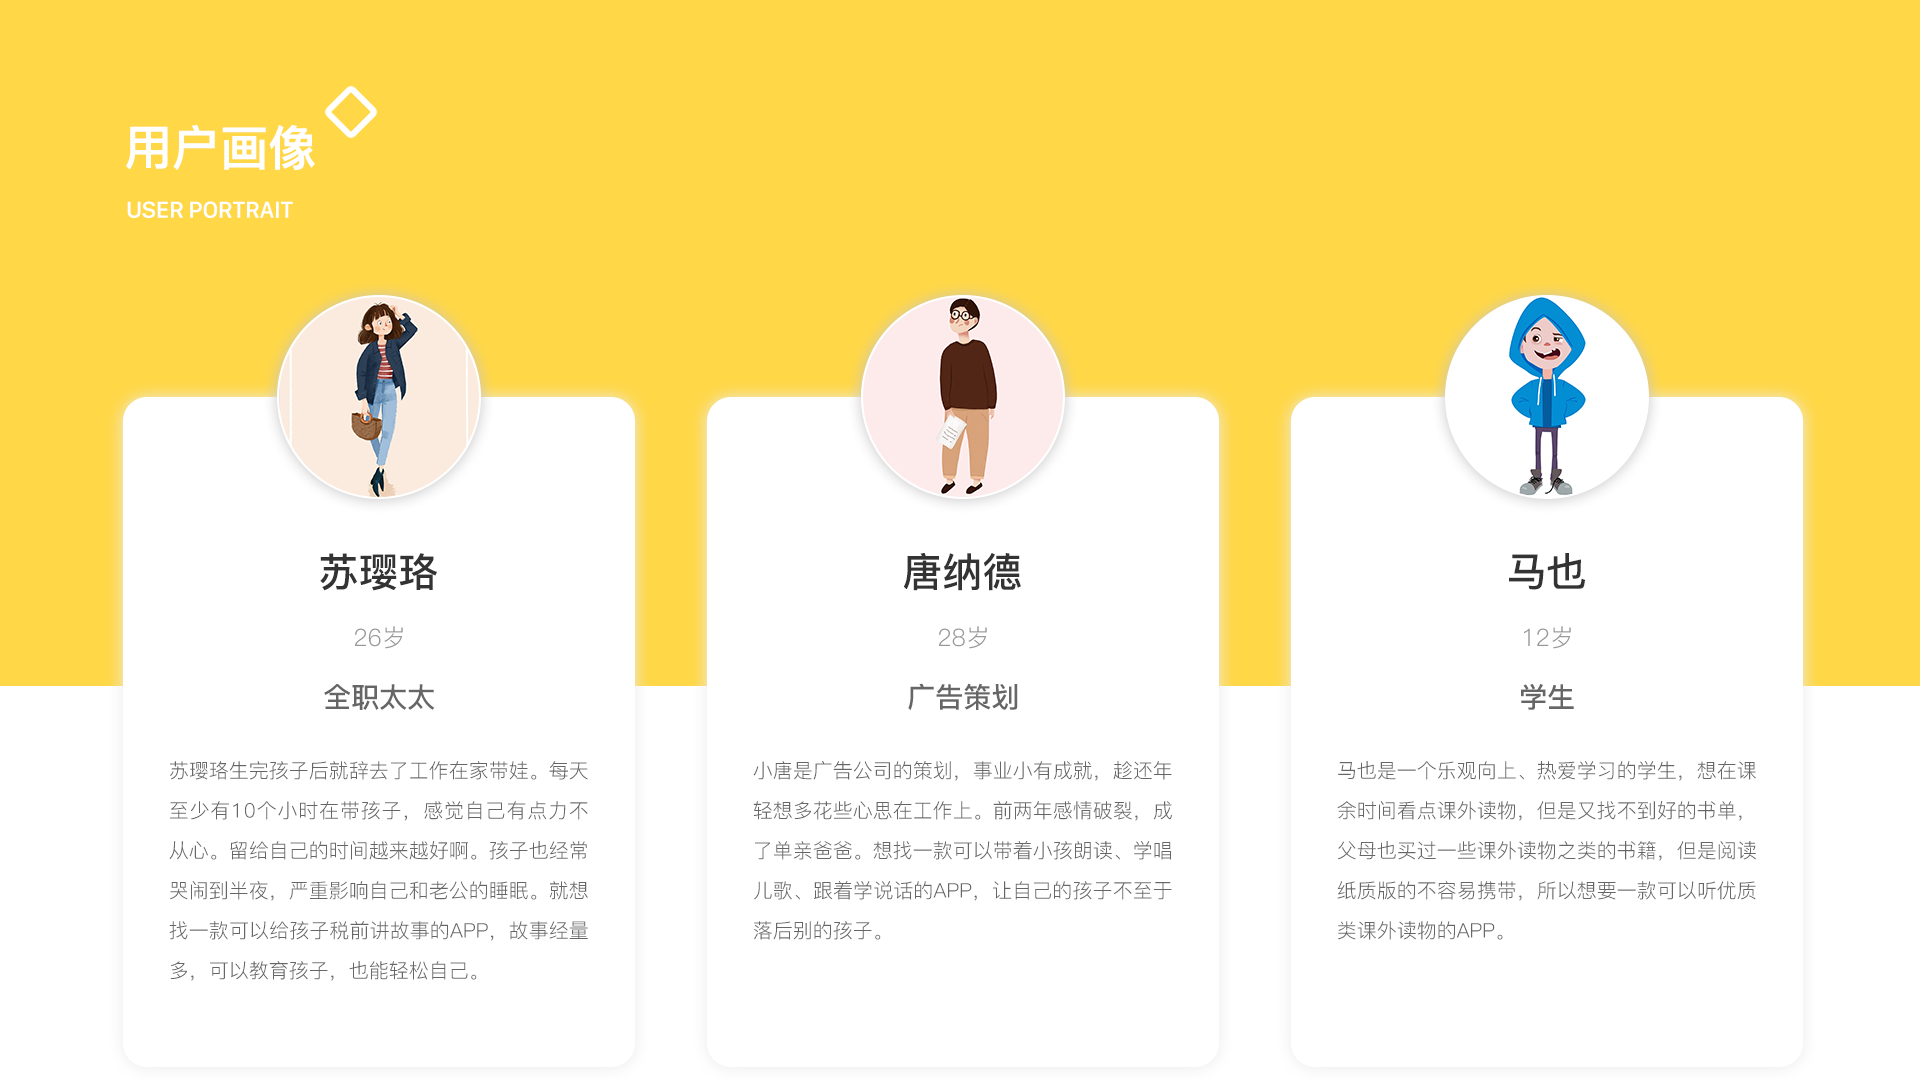 用户画像
USER PORTRAIT
苏璎珞
26岁
全职太太
苏璎珞生完孩子后就辞去了工作在家带娃。每天
至少有10个小时在带孩子，感觉自己有点力不
从心。留给自己的时间越来越好啊。孩子也经常
哭闹到半夜，严重影响自己和老公的睡眠。就想
找一款可以给孩子税前讲故事的APP，故事经量
多，可以教育孩子，也能轻松自己。
唐纳德
28岁
广告策划
小唐是广告公司的策划，事业小有成就，趁还年
轻想多花些心思在工作上。前两年感情破裂，成
了单亲爸爸。想找一款可以带着小孩朗读、学唱
儿歌、跟着学说话的APP，让自己的孩子不至于
落后别的孩子。
马也
12岁
学生
马也是一个乐观向上、热爱学习的学生，想在课
余时间看点课外读物，但是又找不到好的书单，
父母也买过一些课外读物之类的书籍，但是阅读
纸质版的不容易携带，所以想要一款可以听优质
类课外读物的APP。